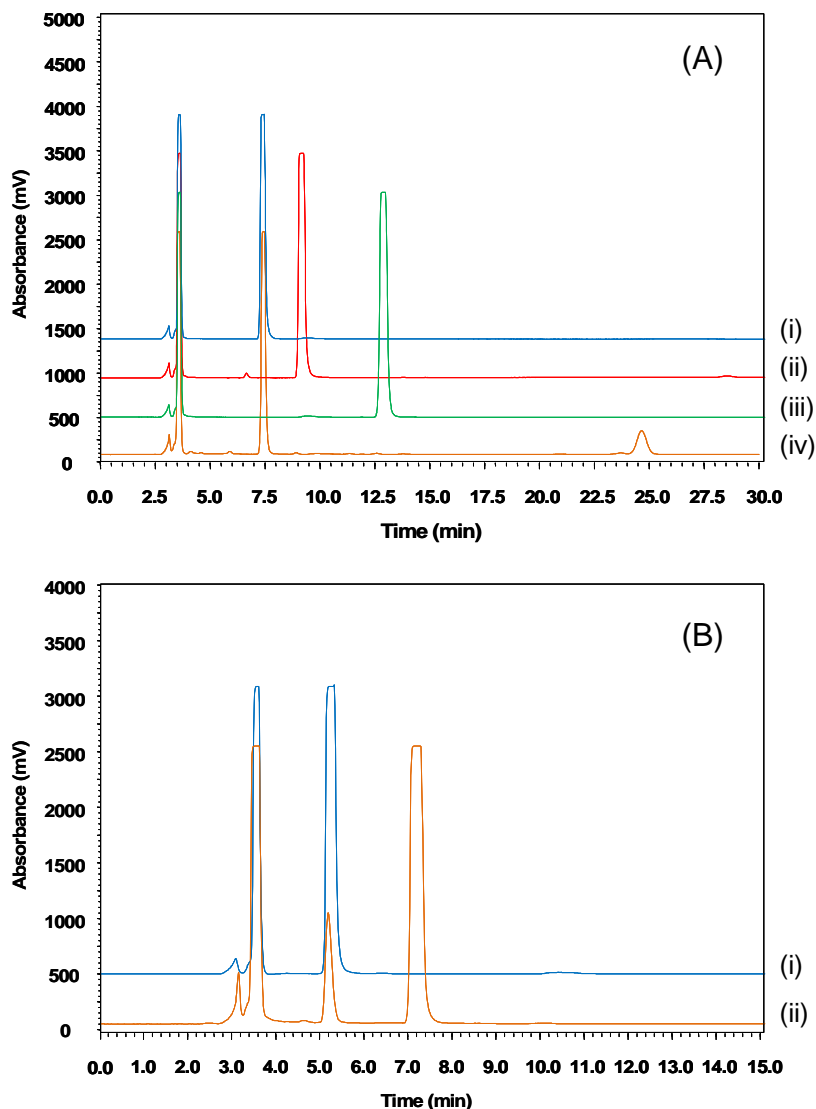 (A)
5000
4500
4000
3500
3000
2500
2000
1500
1000
500
0
Absorbance (mV)
(i)
(ii)
(iii)
(iv)
0.0 2.5 5.0 7.5 10.0 12.5 15.0 17.5 20.0 22.5 25.0 27.5 30.0
Time (min)
(B)
4000
3500
3000
2500
2000
1500
1000
500
0
Absorbance (mV)
(i)
(ii)
0.0 1.0 2.0 3.0 4.0 5.0 6.0 7.0 8.0 9.0 10.0 11.0 12.0 13.0 14.0 15.0
Time (min)